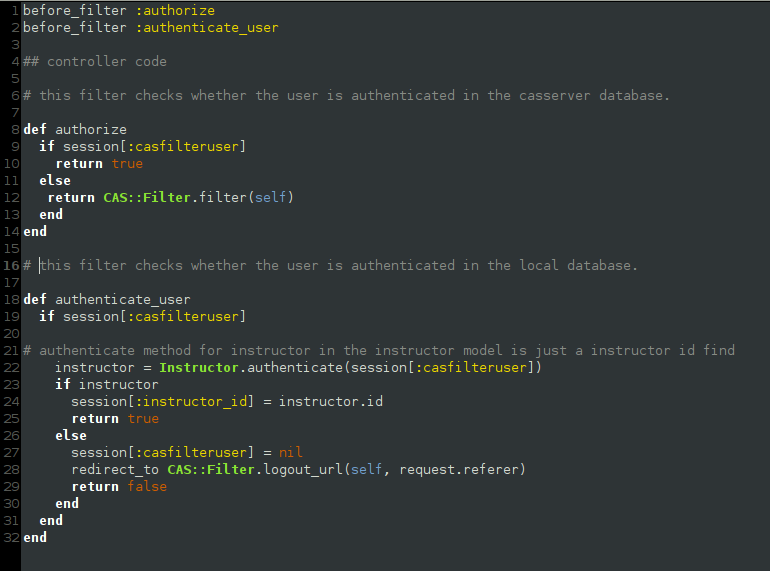 1 before_filter :authorize
2 before_filter :authenticate_user
3
4 ## controller code
5
6 # this filter checks whether the user is authenticated in the casserver database.
7
8 def authorize
9   if session[:casfilteruser]
10     return true
11   else
12    return CAS::Filter.filter(self)
13   end
14 end
15
16 # this filter checks whether the user is authenticated in the local database.
17
18 def authenticate_user
19   if session[:casfilteruser]
20
21 # authenticate method for instructor in the instructor model is just a instructor id find
22     instructor = Instructor.authenticate(session[:casfilteruser])
23     if instructor
24       session[:instructor_id] = instructor.id
25       return true
26     else
27       session[:casfilteruser] = nil
28       redirect_to CAS::Filter.logout_url(self, request.referer)
29       return false
30     end
31   end
32 end